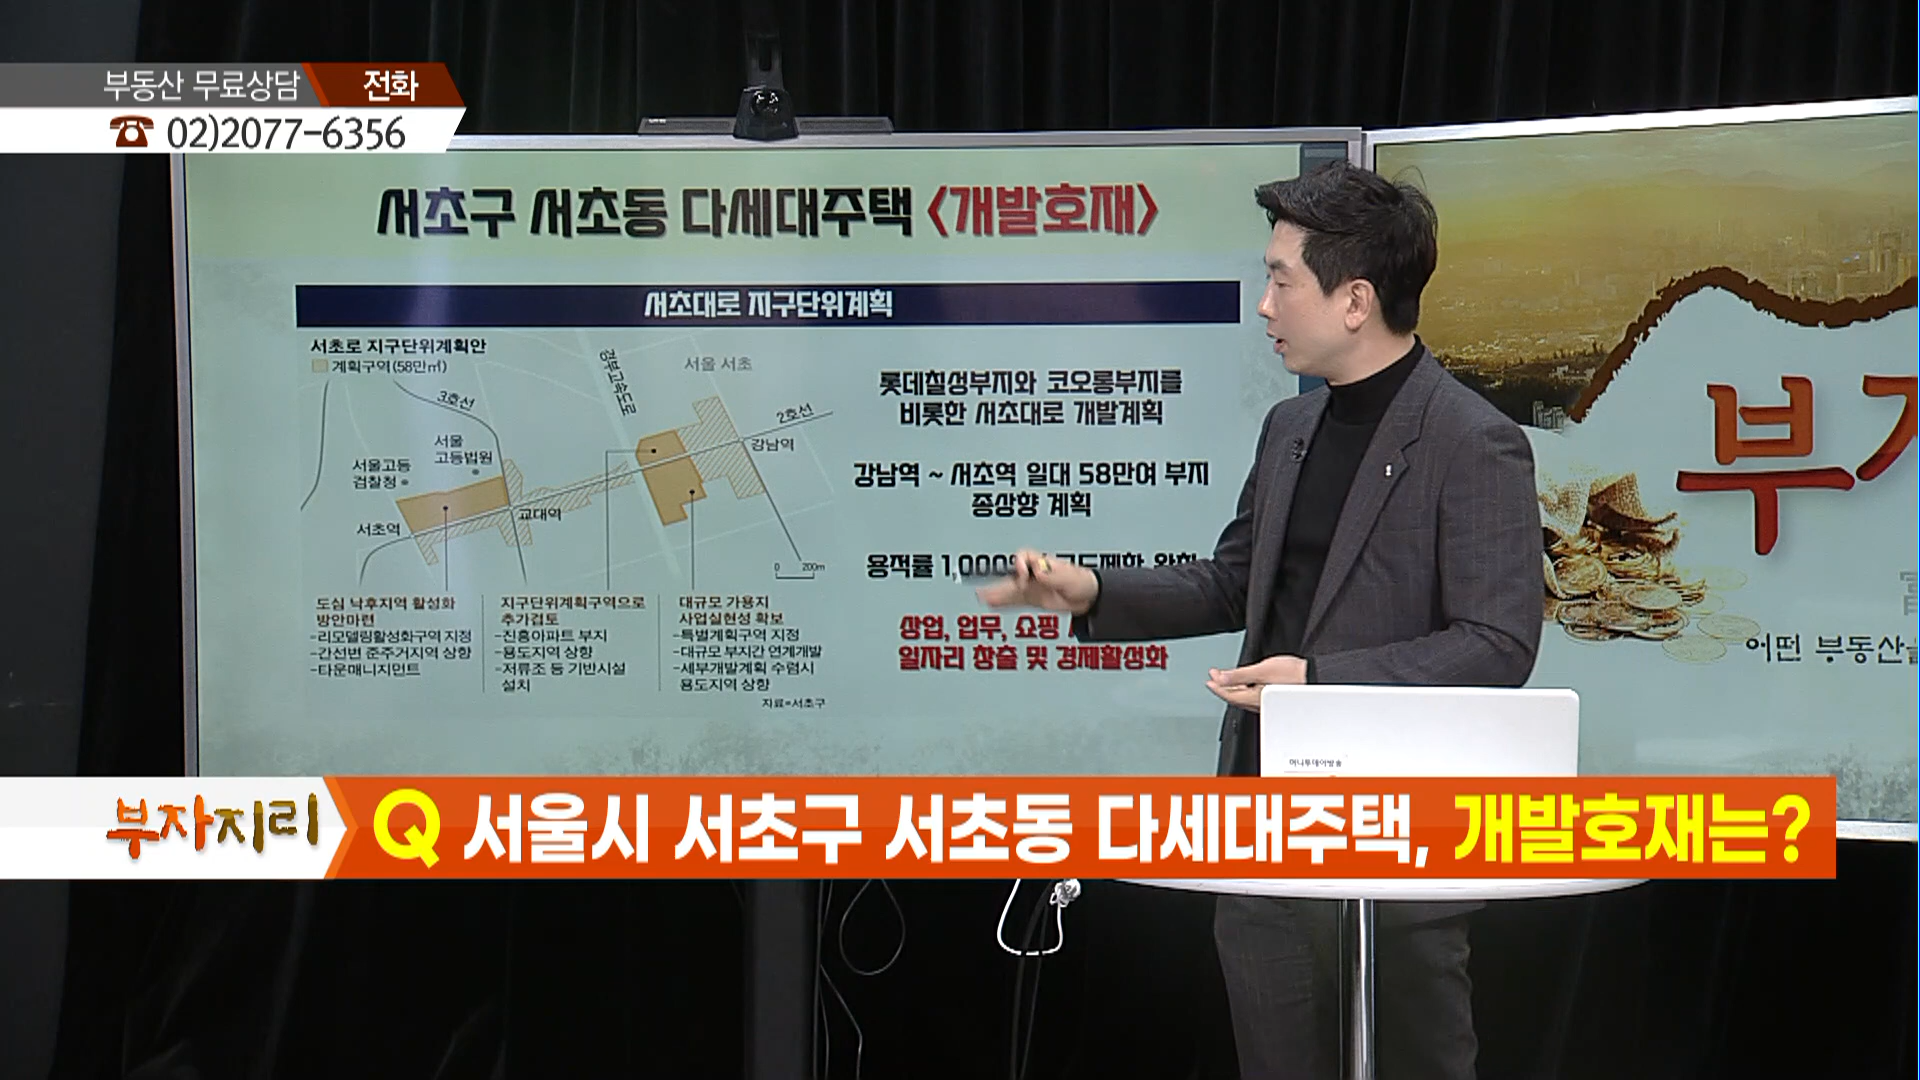 부동산 무료상담 전화
☎ 02)2077-6356
서초구 서초동 다세대주택 <개발호재>
서초대로 지구단위계획
서초로 지구단위계획안
계획구역(58만㎡)
3호선
경부고속도로
서울 서초
2호선
강남역
서울
고등법원
서울고등
검찰청
서초역
교대역
0 200m
도심 낙후지역 활성화
방안마련
-리모델링활성화구역 지정
-간선변 준주거지역 상향
-타운매니지먼트
지구단위계획구역으로
추가검토
-진흥아파트 부지
-용도지역 상향
-저류조 등 기반시설
설치
대규모 가용지
사업실현성 확보
-특별계획구역 지정
-대규모 부지간 연계개발
-세부개발계획 수렴시
용도지역 상향
자료=서초구
롯데칠성부지와 코오롱부지를
비롯한 서초대로 개발계획
강남역 ~ 서초역 일대 58만여 부지
종상향 계획
용적률 1,000%
상업, 업무, 쇼핑
일자리 창출 및 경제활성화
부자
어떤 부동산을
머니투데이방송
부자지리
Q 서울시 서초구 서초동 다세대주택, 개발호재는?